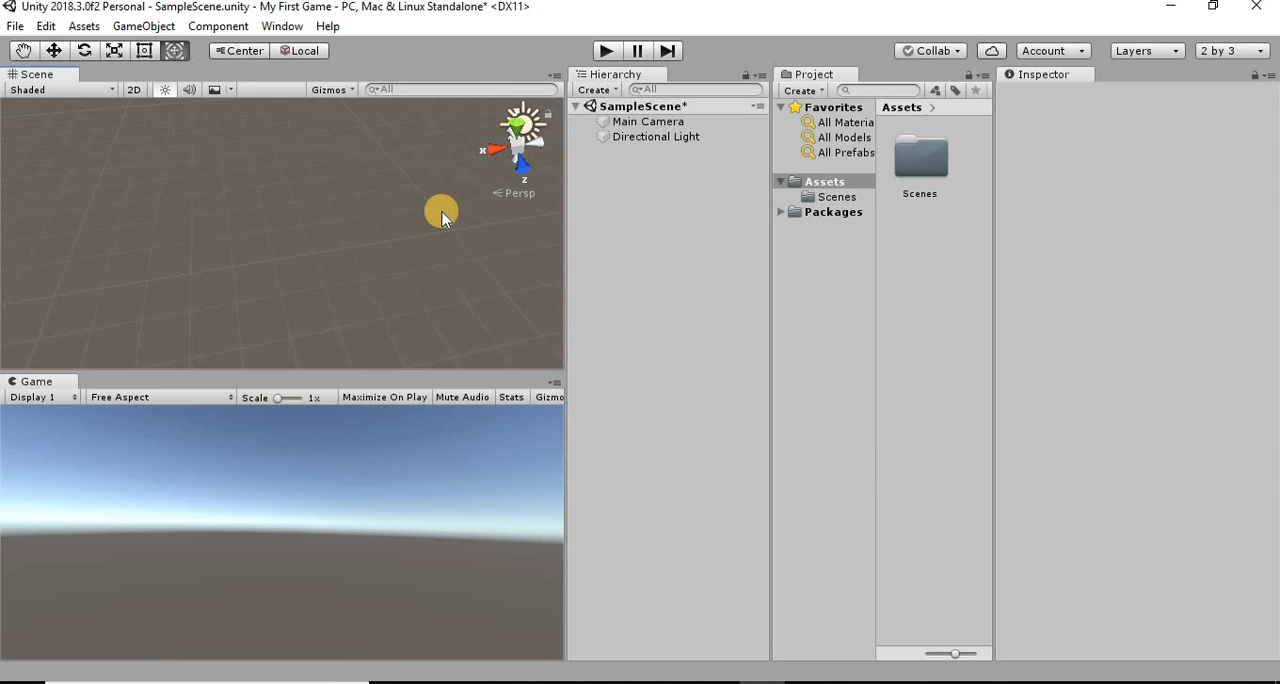 Unity 2018.3.0f2 Personal - SampleScene.unity - My First Game - PC, Mac & Linux Standalone* <DX11>
File Edit Assets GameObject Component Window Help
Center Local Collab Account Layers 2 by 3
Scene
Shaded 2D Gizmos All
x
z
Persp
Game
Display 1 Free Aspect Scale 1x Maximize On Play Mute Audio Stats Gizmo
Hierarchy
Create All
SampleScene*
Main Camera
Directional Light
Project
Create
Favorites
All Materia
All Models
All Prefabs
Assets
Scenes
Packages
Assets
Scenes
Inspector